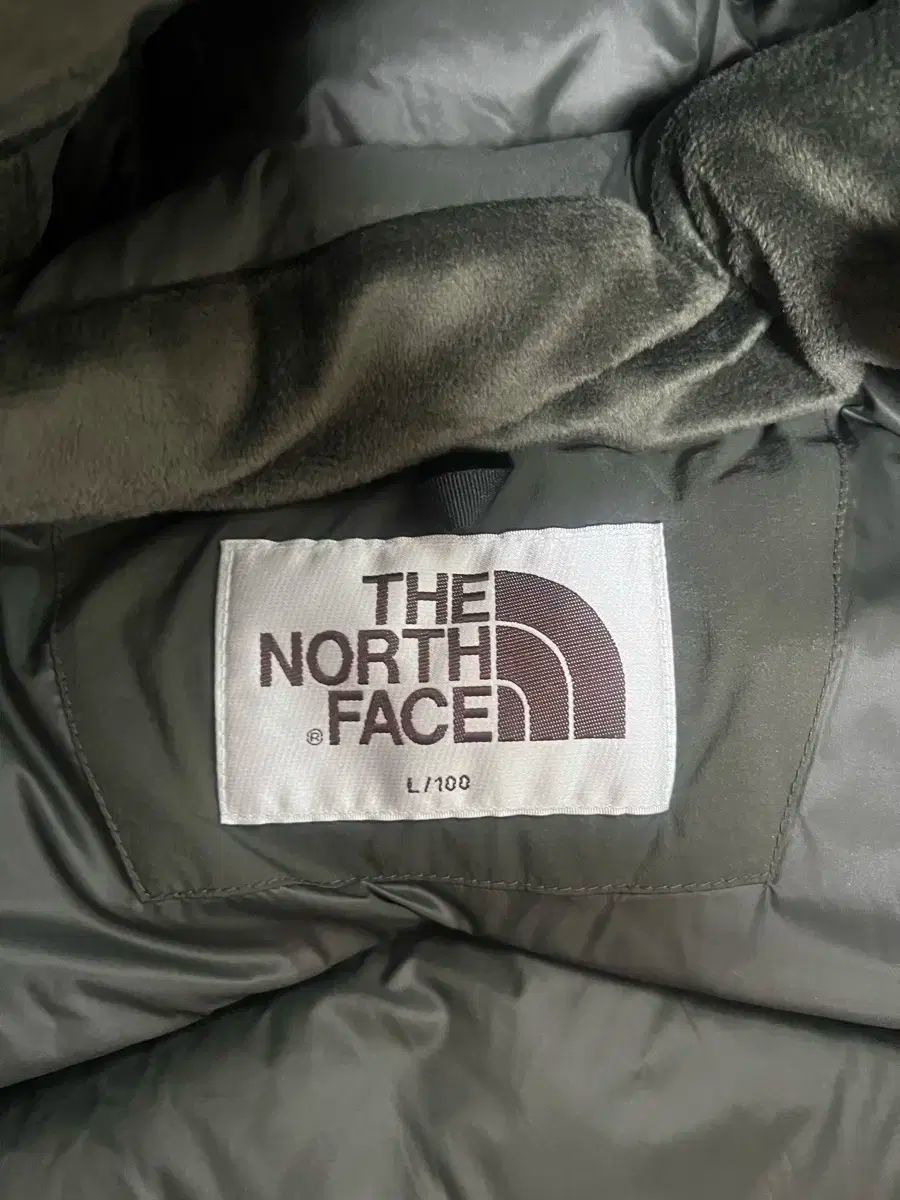 THE
NORTH
® FACE
L/100